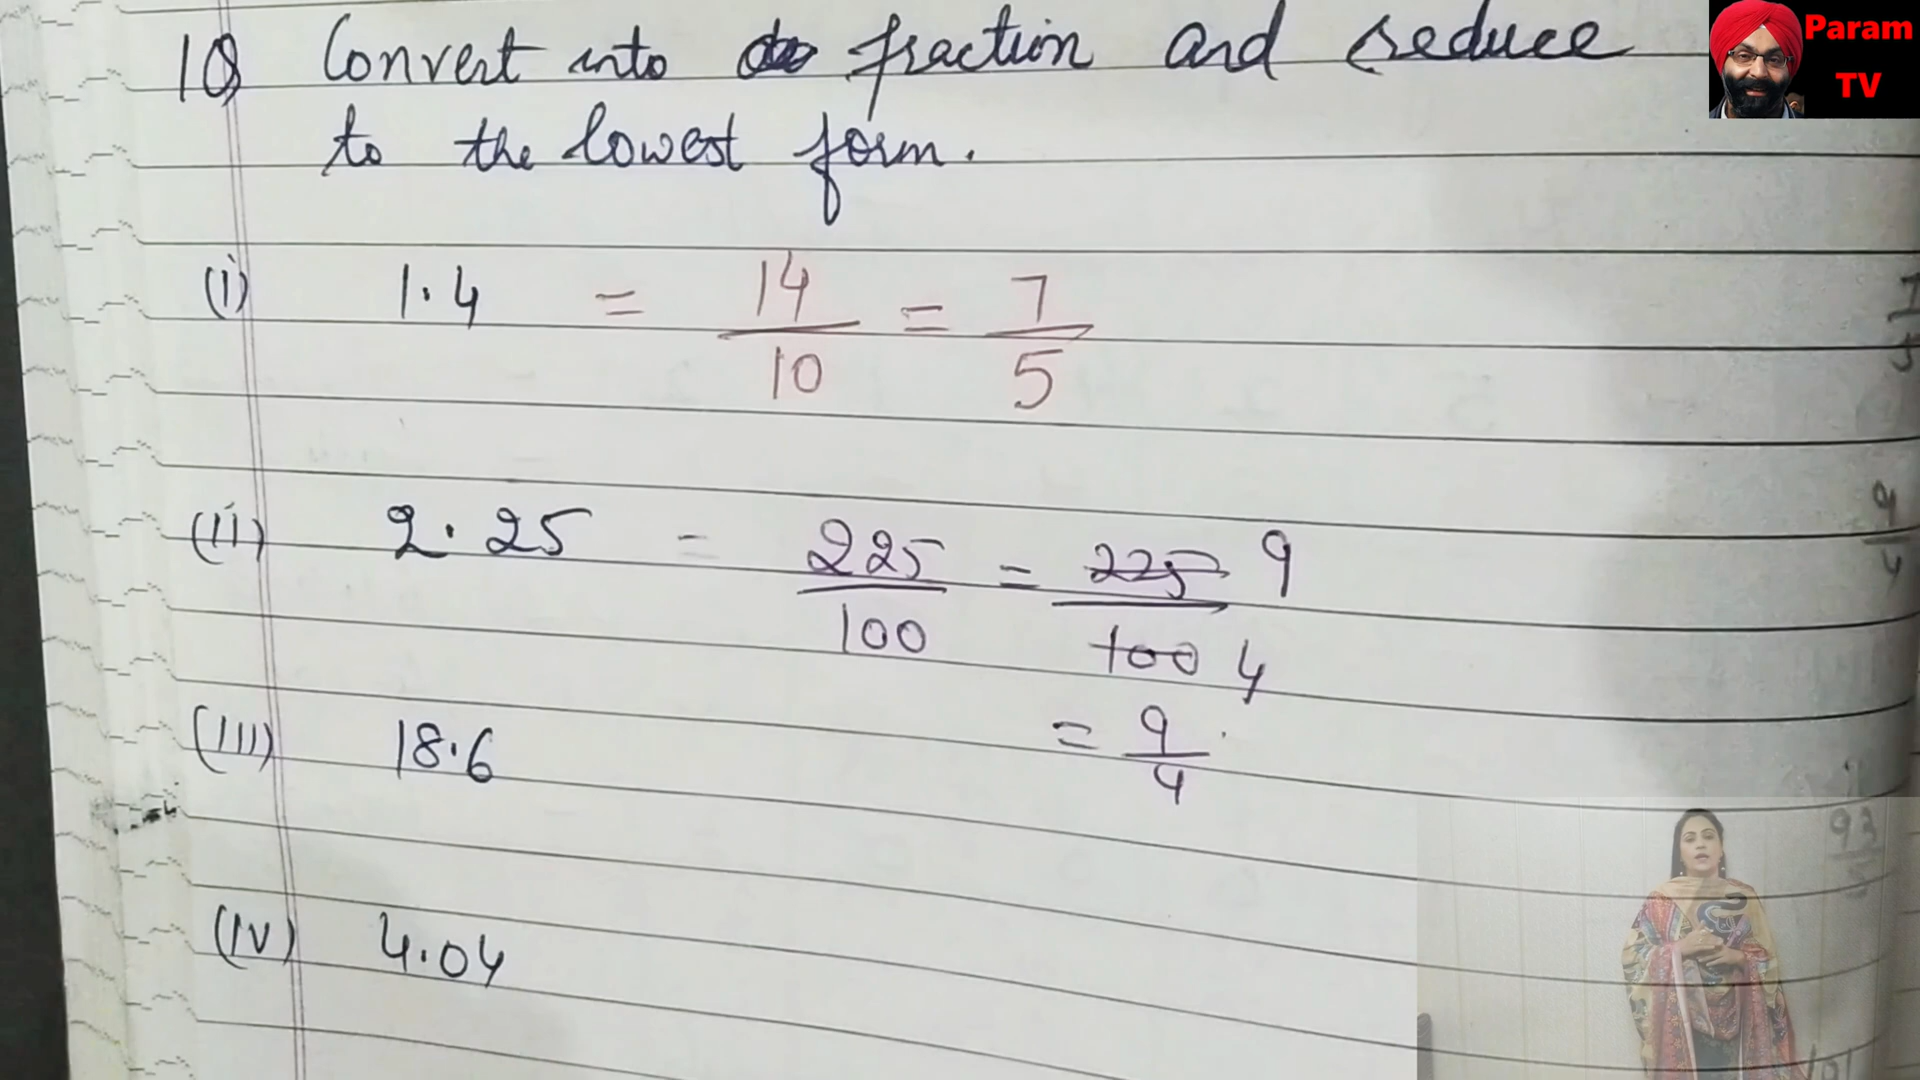 10) Convert into fraction and reduce
to the lowest form.
Param
TV
(i) 1.4 = 14/10 = 7/5
(ii) 2.25 = 225/100 = 225/100 9 4
= 9/4
(iii) 18.6
(iv) 4.04